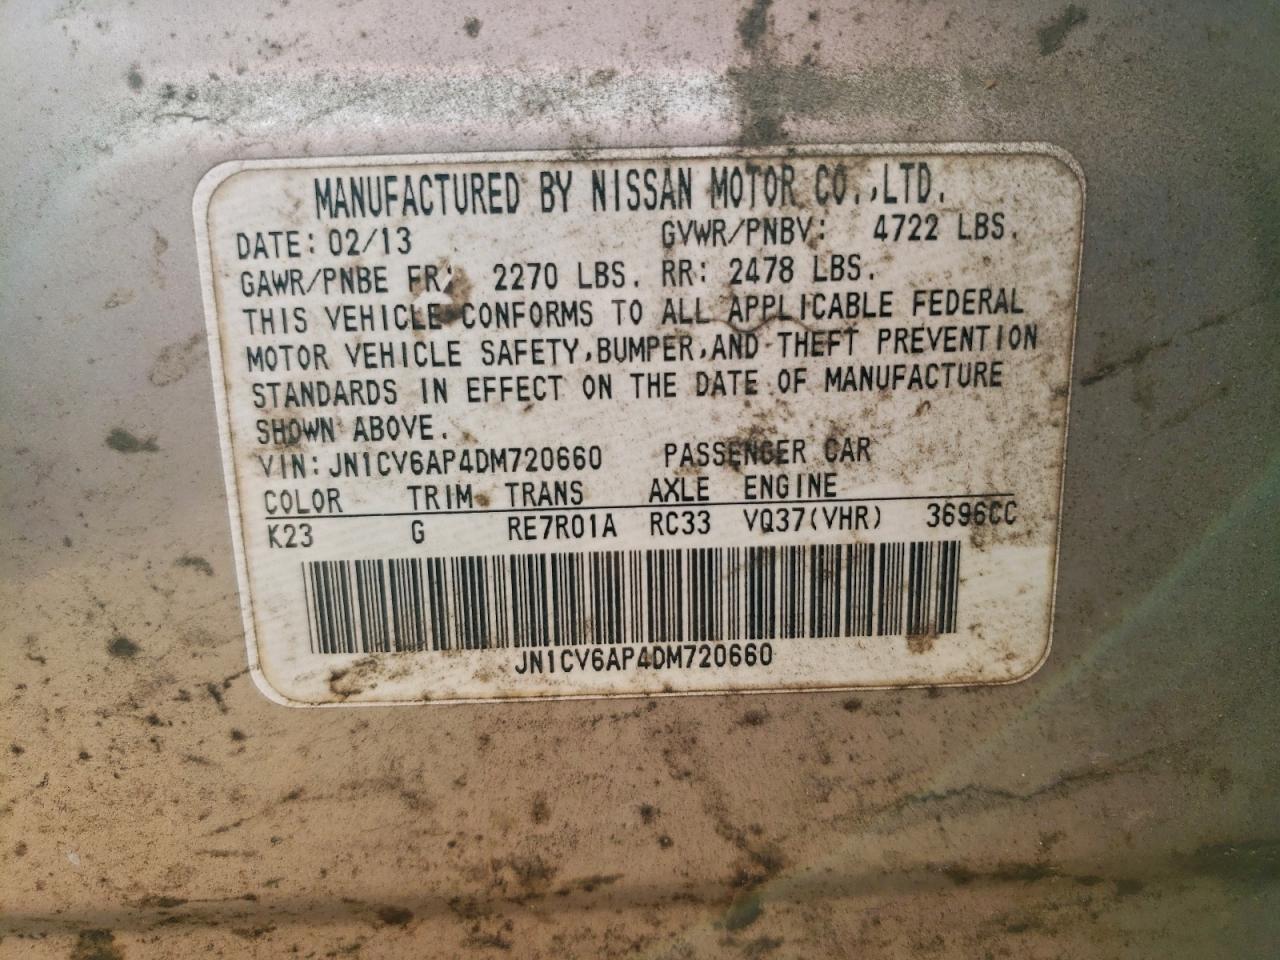 MANUFACTURED BY NISSAN MOTOR CO.,LTD.
DATE: 02/13 GVWR/PNBV: 4722 LBS.
GAWR/PNBE FR: 2270 LBS. RR: 2478 LBS.
THIS VEHICLE CONFORMS TO ALL APPLICABLE FEDERAL
MOTOR VEHICLE SAFETY,BUMPER,AND THEFT PREVENTION
STANDARDS IN EFFECT ON THE DATE OF MANUFACTURE
SHOWN ABOVE.
VIN: JN1CV6AP4DM720660 PASSENGER CAR
COLOR TRIM TRANS AXLE ENGINE
K23 G RE7R01A RC33 VQ37(VHR) 3696CC
JN1CV6AP4DM720660